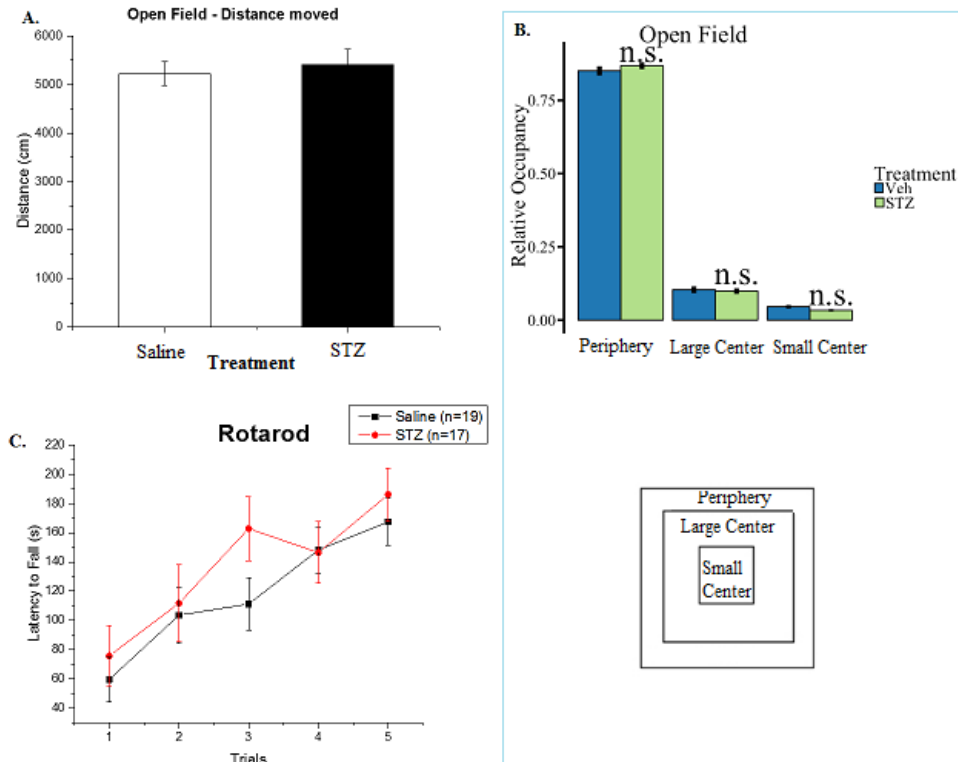 A.
Open Field - Distance moved
6000
5000
4000
3000
2000
1000
0
Distance (cm)
Saline
STZ
Treatment
B.
Open Field
n.s.
n.s.
n.s.
0.75
0.50
0.25
0.00
Relative Occupancy
Periphery
Large Center
Small Center
Treatment
Veh
STZ
C.
Rotarod
Saline (n=19)
STZ (n=17)
220
200
180
160
140
120
100
80
60
40
Latency to Fall (s)
1
2
3
4
5
Trials
Periphery
Large Center
Small
Center